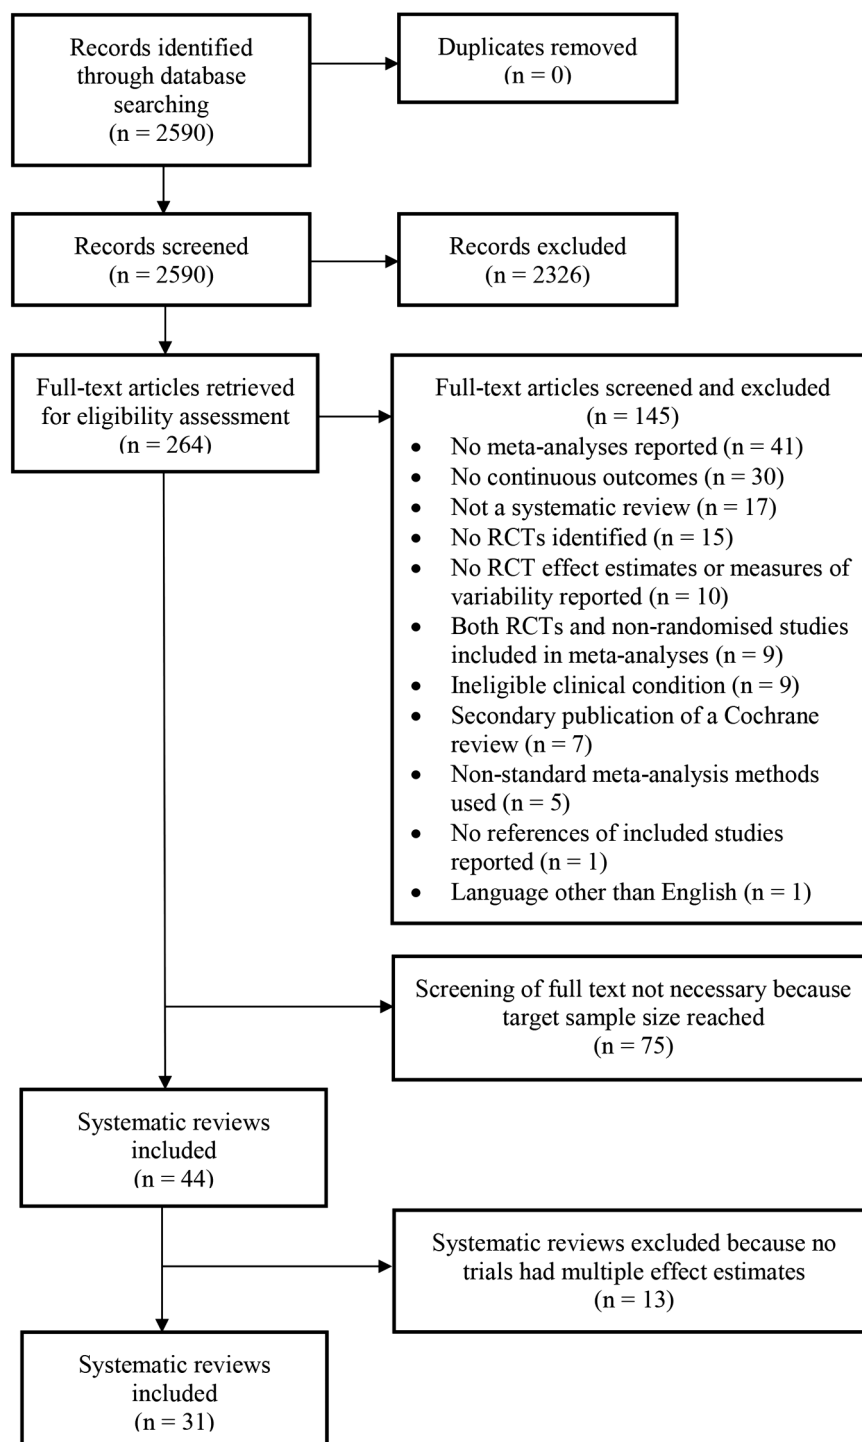 Records identified
through database
searching
(n = 2590)
Duplicates removed
(n = 0)
Records screened
(n = 2590)
Records excluded
(n = 2326)
Full-text articles retrieved
for eligibility assessment
(n = 264)
Full-text articles screened and excluded
(n = 145)
• No meta-analyses reported (n = 41)
• No continuous outcomes (n = 30)
• Not a systematic review (n = 17)
• No RCTs identified (n = 15)
• No RCT effect estimates or measures of
variability reported (n = 10)
• Both RCTs and non-randomised studies
included in meta-analyses (n = 9)
• Ineligible clinical condition (n = 9)
• Secondary publication of a Cochrane
review (n = 7)
• Non-standard meta-analysis methods
used (n = 5)
• No references of included studies
reported (n = 1)
• Language other than English (n = 1)
Screening of full text not necessary because
target sample size reached
(n = 75)
Systematic reviews
included
(n = 44)
Systematic reviews excluded because no
trials had multiple effect estimates
(n = 13)
Systematic reviews
included
(n = 31)